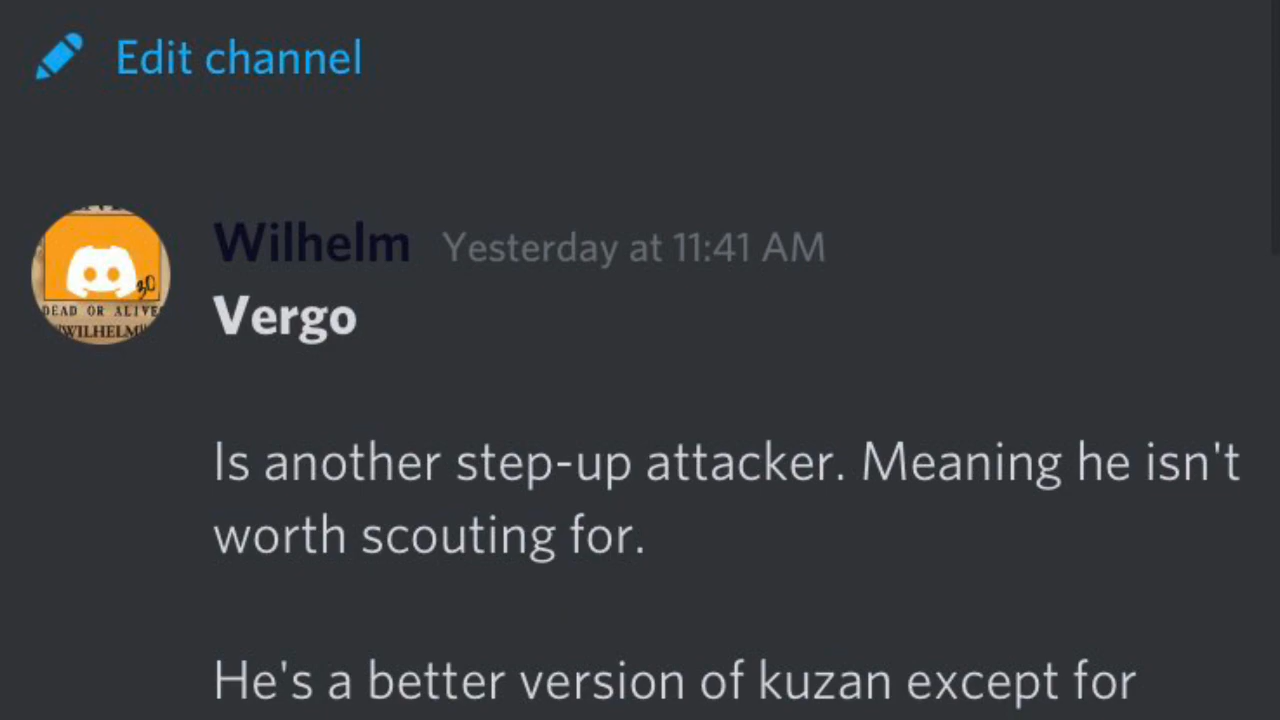 Edit channel
Wilhelm Yesterday at 11:41 AM
DEAD OR ALIVE
"WILHELM"
Vergo
Is another step-up attacker. Meaning he isn't
worth scouting for.
He's a better version of kuzan except for